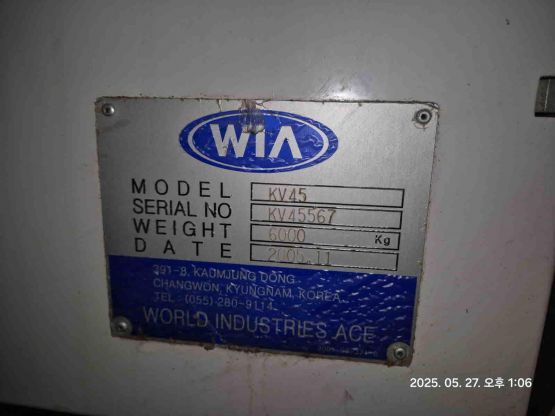 WIA
MODEL KV45
SERIAL NO KV45567
WEIGHT 6000 Kg
DATE 2005.11
391-8, KAUMJUNG DONG
CHANGWON, KYUNGNAM, KOREA
TEL : (055) 280-9114
WORLD INDUSTRIES ACE
2025. 05. 27. 오후 1:06